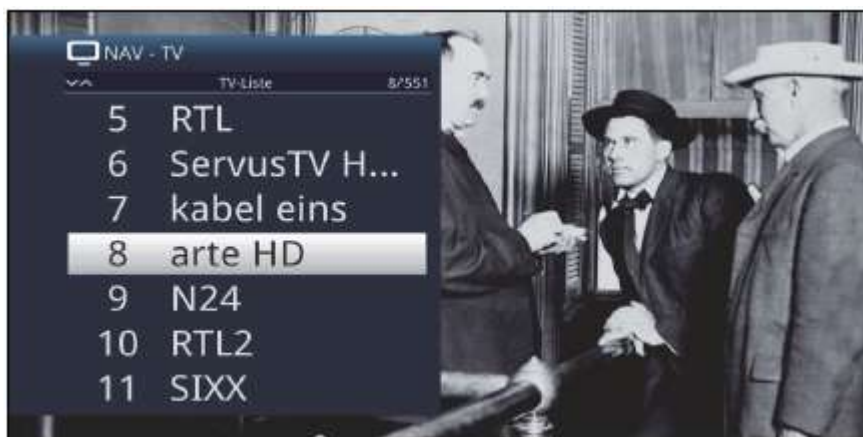 NAV - TV
TV-Liste 8/551
5 RTL
6 ServusTV H...
7 kabel eins
8 arte HD
9 N24
10 RTL2
11 SIXX